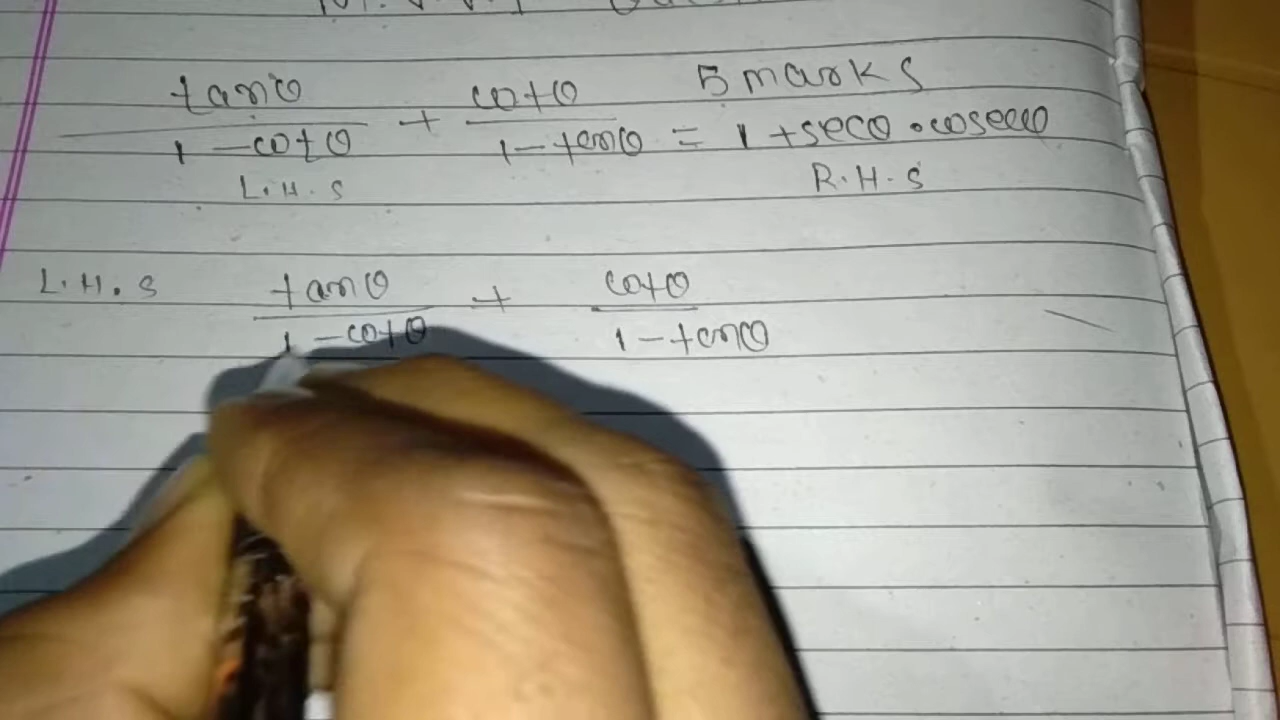 tanθ / 1 - cotθ + cotθ / 1 - tanθ = 1 + secθ . cosecθ
5 marks
L.H.S R.H.S
L.H.S tanθ / 1 - cotθ + cotθ / 1 - tanθ